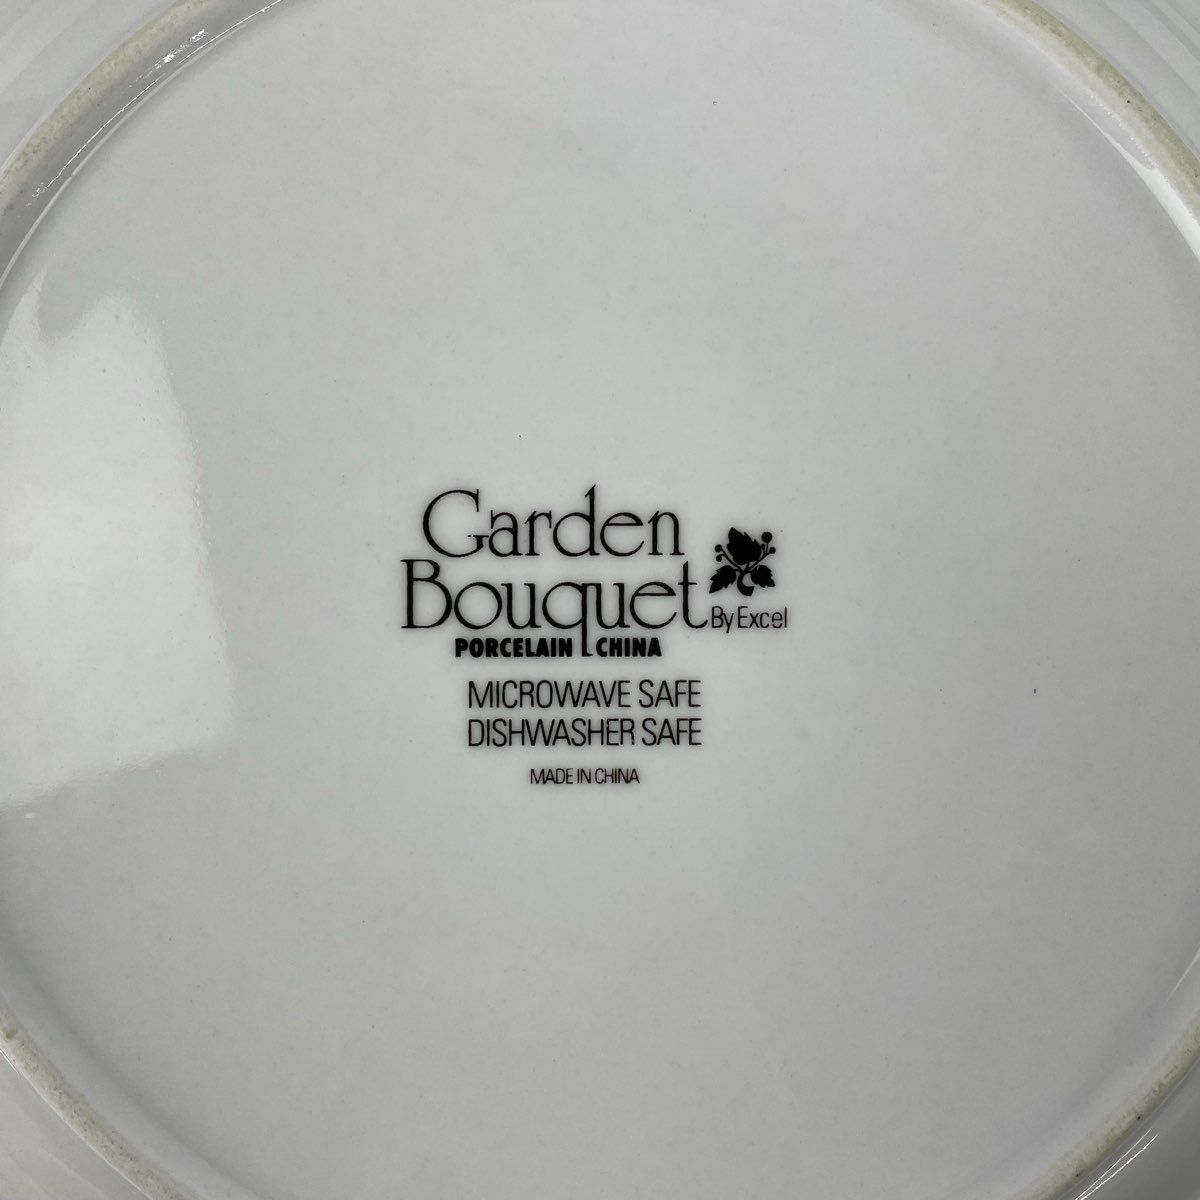 Garden
Bouquet By Excel
PORCELAIN CHINA
MICROWAVE SAFE
DISHWASHER SAFE
MADE IN CHINA